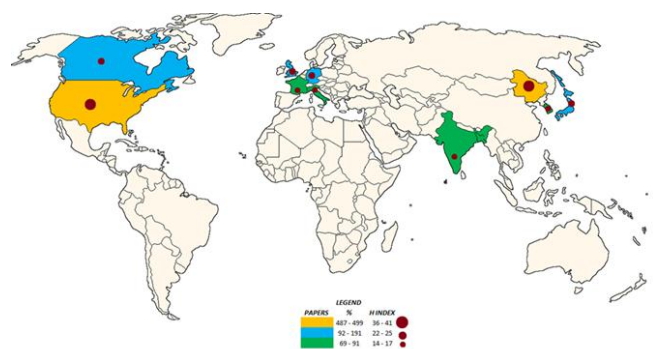 LEGEND
PAPERS % H INDEX
487 - 499 36 - 41
92 - 191 22 - 25
69 - 91 14 - 17